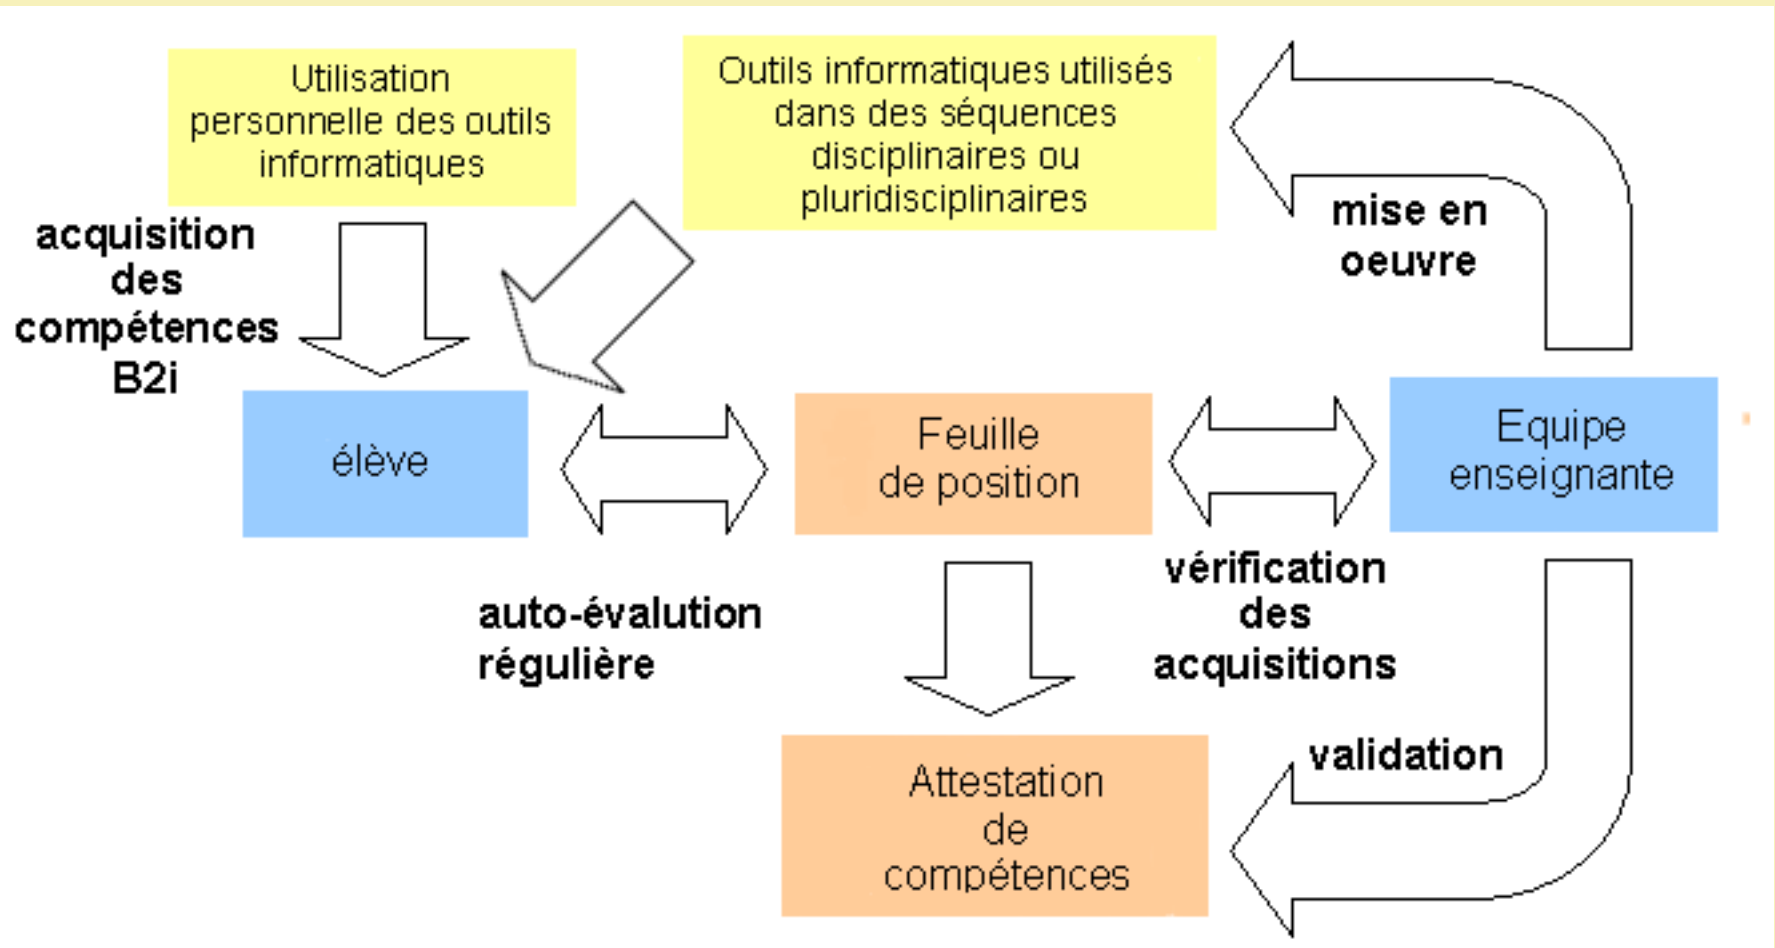 Utilisation
personnelle des outils
informatiques
Outils informatiques utilisés
dans des séquences
disciplinaires ou
pluridisciplinaires
mise en
oeuvre
acquisition
des
compétences
B2i
élève
Feuille
de position
Equipe
enseignante
auto-évalution
régulière
vérification
des
acquisitions
validation
Attestation
de
compétences